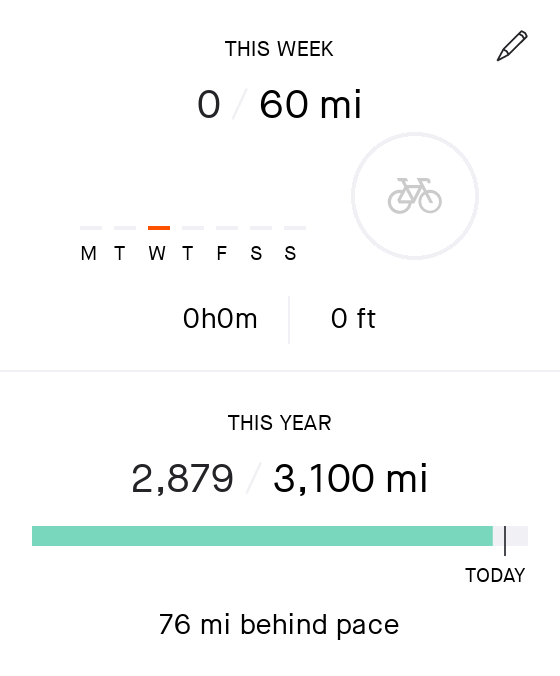 THIS WEEK
0 / 60 mi
M T W T F S S
0h0m 0 ft
THIS YEAR
2,879 / 3,100 mi
TODAY
76 mi behind pace